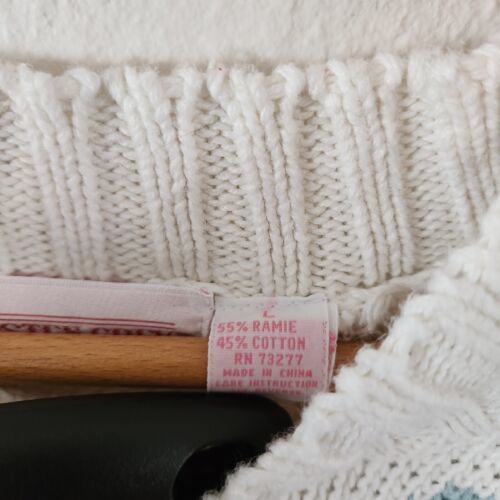 L
55% RAMIE
45% COTTON
RN 73277
MADE IN CHINA
CARE INSTRUCTION